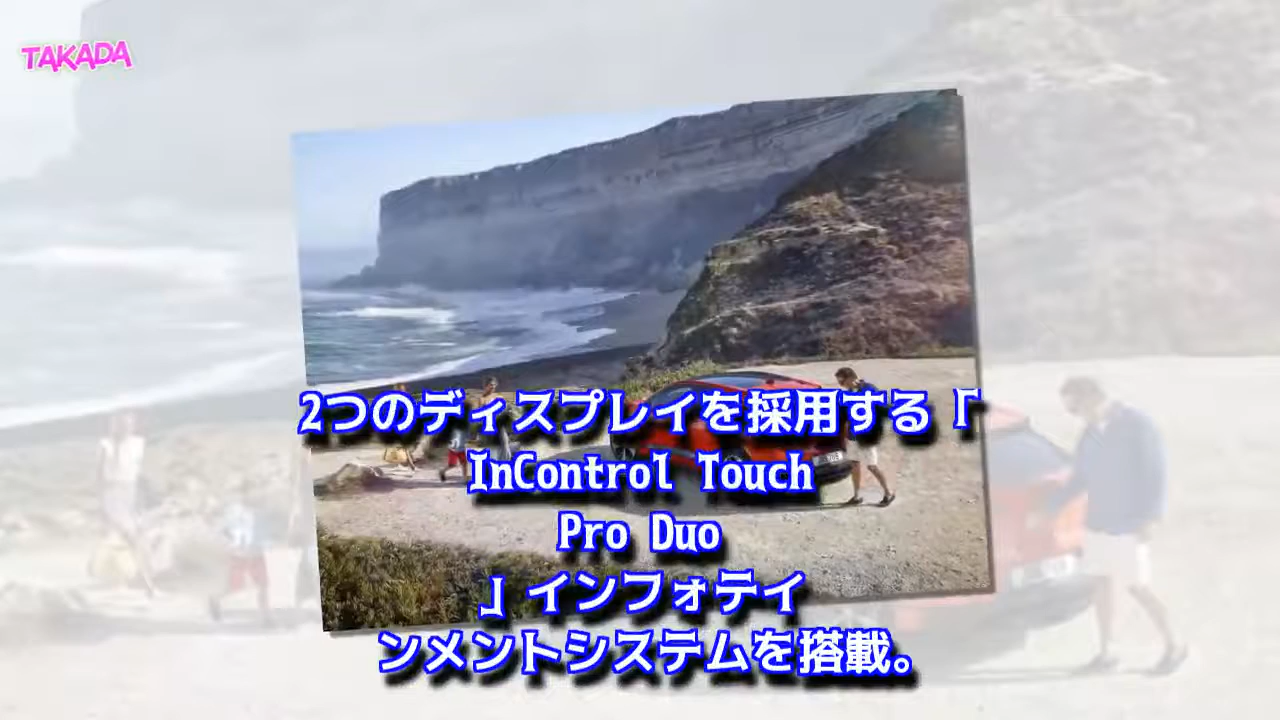 TAKADA
2つのディスプレイを採用する「
InControl Touch
Pro Duo
」インフォテイ
ンメントシステムを搭載。